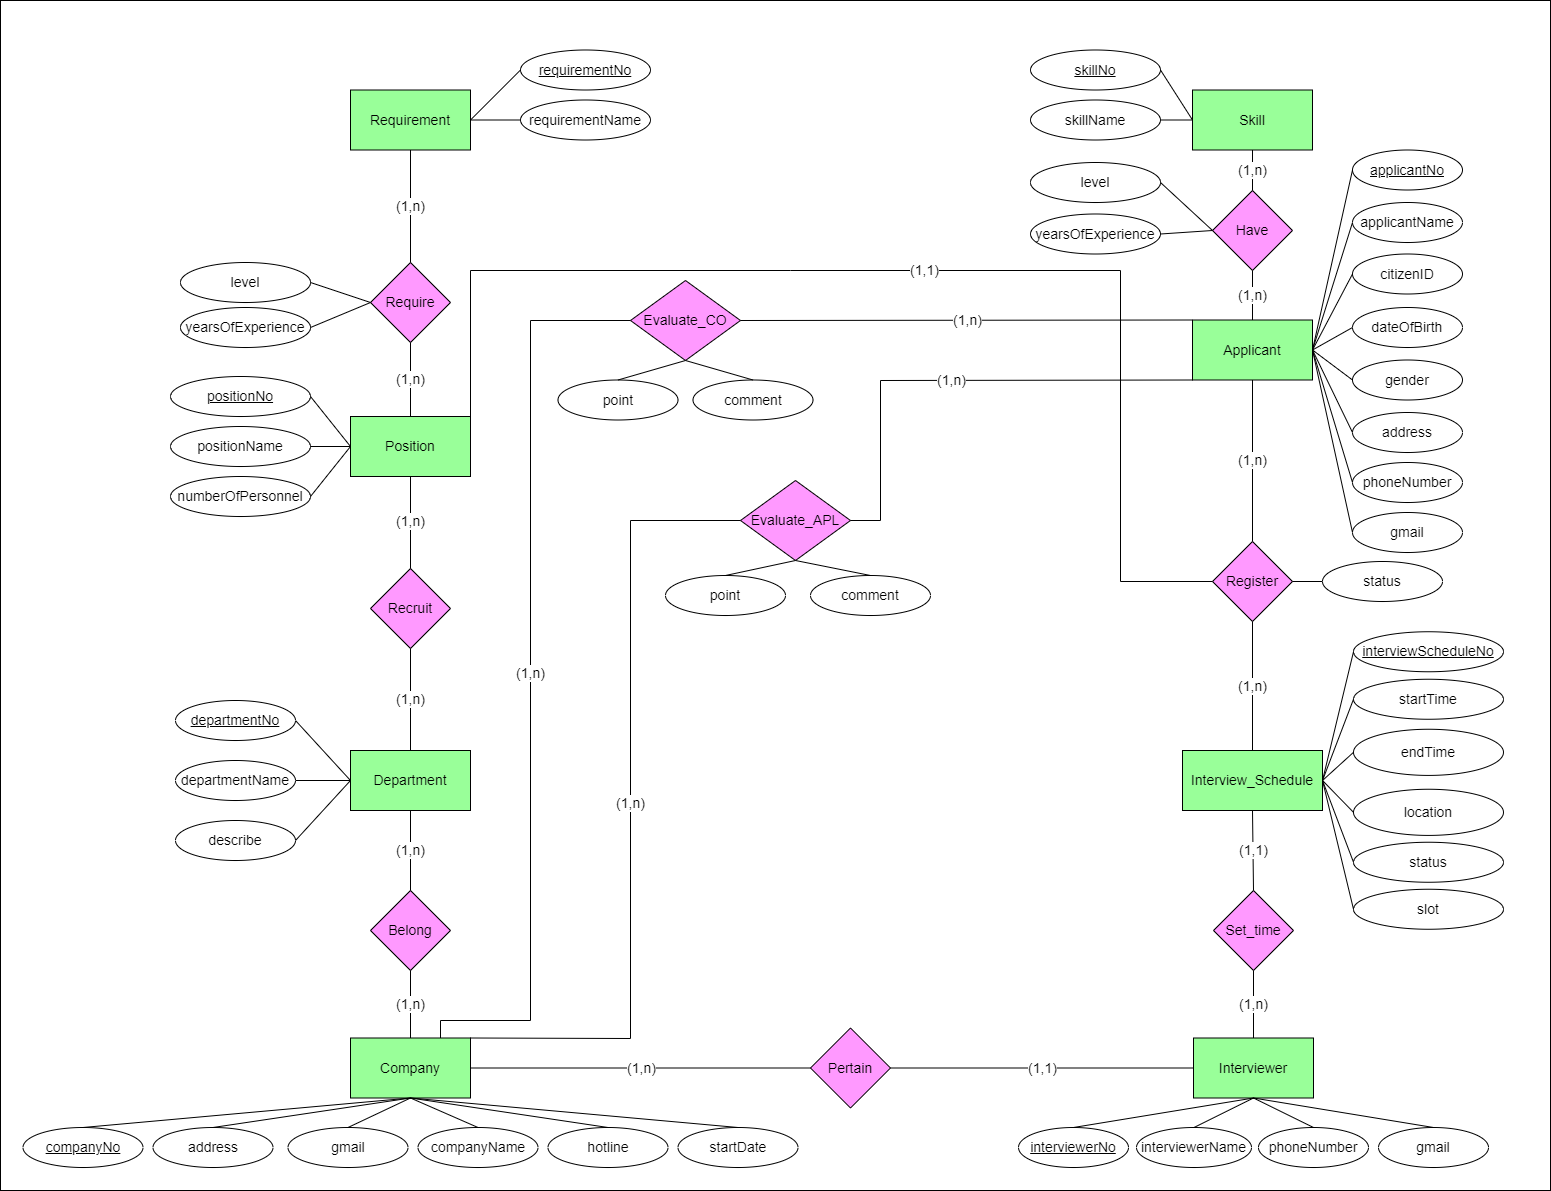 requirementNo
Requirement
requirementName
skillNo
skillName
Skill
(1,n)
level
yearsOfExperience
Have
(1,n)
applicantNo
applicantName
citizenID
dateOfBirth
gender
address
phoneNumber
gmail
Applicant
(1,n)
level
yearsOfExperience
Require
(1,n)
(1,1)
Evaluate_CO
(1,n)
point
comment
(1,n)
positionNo
positionName
numberOfPersonnel
Position
(1,n)
Evaluate_APL
point
comment
(1,n)
Register
status
Recruit
(1,n)
(1,n)
(1,n)
departmentNo
departmentName
describe
Department
(1,n)
(1,n)
interviewScheduleNo
startTime
endTime
location
status
slot
Interview_Schedule
(1,1)
Belong
Set_time
(1,n)
(1,n)
Company
(1,n)
Pertain
(1,1)
Interviewer
companyNo
address
gmail
companyName
hotline
startDate
interviewerNo
interviewerName
phoneNumber
gmail